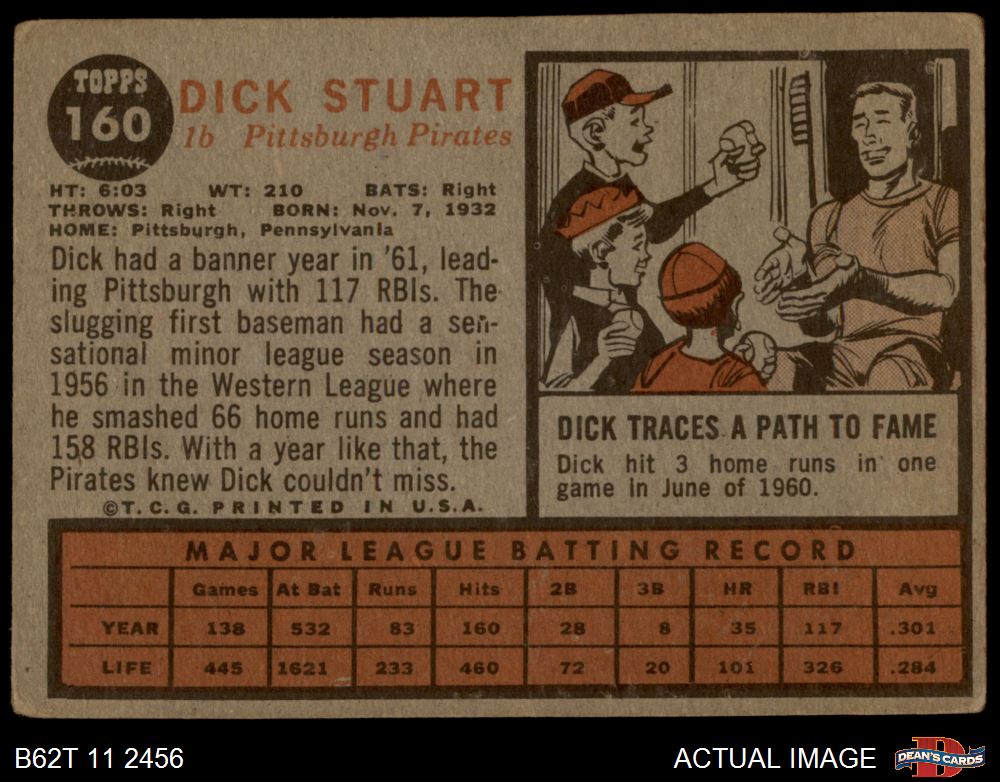 TOPPS
160
DICK STUART
1b Pittsburgh Pirates
HT: 6:03 WT: 210 BATS: Right
THROWS: Right BORN: Nov. 7, 1932
HOME: Pittsburgh, Pennsylvania
Dick had a banner year in '61, lead-
ing Pittsburgh with 117 RBIs. The
slugging first baseman had a sen-
sational minor league season in
1956 in the Western League where
he smashed 66 home runs and had
158 RBIs. With a year like that, the
Pirates knew Dick couldn't miss.
©T.C.G. PRINTED IN U.S.A.
DICK TRACES A PATH TO FAME
Dick hit 3 home runs in one
game in June of 1960.
MAJOR LEAGUE BATTING RECORD
Games At Bat Runs Hits 2B 3B HR RBI Avg
YEAR 138 532 83 160 28 8 35 117 .301
LIFE 445 1621 233 460 72 20 101 326 .284
B62T 11 2456
ACTUAL IMAGE
D
DEAN'S CARDS